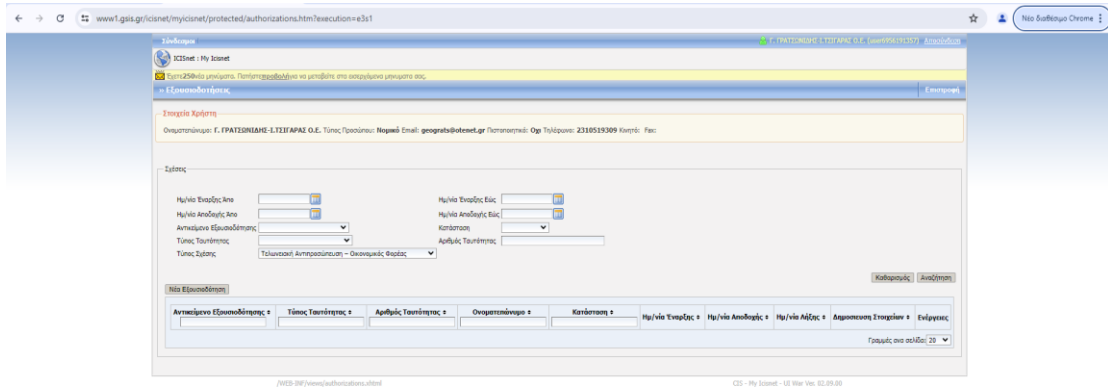 www1.gsis.gr/icisnet/myicisnet/protected/authorizations.htm?execution=e3s1
Νέο διαθέσιμο Chrome
Σύνδεσμοι
Γ. ΓΡΑΤΣΩΝΙΔΗΣ-Ι.ΤΣΙΓΑΡΑΣ Ο.Ε. Αποσύνδεση
ICISnet : My Icisnet
Έχετε 250 νέα μηνύματα. Πατήστε προβολή για να μεταβείτε στα εισερχόμενα μηνυματα σας.
» Εξουσιοδοτήσεις Επιστροφή
Στοιχεία Χρήστη
Ονοματεπώνυμο: Γ. ΓΡΑΤΣΩΝΙΔΗΣ-Ι.ΤΣΙΓΑΡΑΣ Ο.Ε. Τύπος Προσώπου: Νομικό Email: geograts@otenet.gr Πιστοποιητικό: Οχι Τηλέφωνο: 2310519309 Κινητό: Fax:
Σχέσεις
Ημ/νία Έναρξης Απο Ημ/νία Έναρξης Εώς
Ημ/νία Αποδοχής Απο Ημ/νία Αποδοχής Εώς
Αντικείμενο Εξουσιοδότησης Κατάσταση
Τύπος Ταυτότητας Αριθμός Ταυτότητας
Τύπος Σχέσης Τελωνειακή Αντιπροσώπευση – Οικονομικός Φορέας
Καθαρισμός Αναζήτηση
Νέα Εξουσιοδότηση
Αντικείμενο Εξουσιοδότησης Τύπος Ταυτότητας Αριθμός Ταυτότητας Ονοματεπώνυμο Κατάσταση Ημ/νία Έναρξης Ημ/νία Αποδοχής Ημ/νία Λήξης Δημοσιευση Στοιχείων Ενέργειες
Γραμμές ανα σελίδα: 20
/WEB-INF/views/authorizations.xhtml CIS - My Icisnet - UI War Ver. 02.09.00